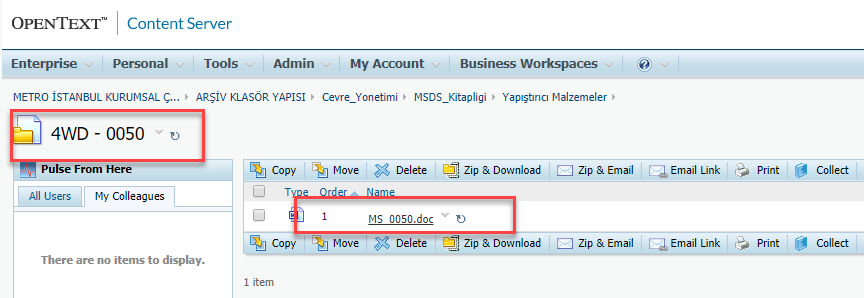 OPENTEXT™ | Content Server
Enterprise Personal Tools Admin My Account Business Workspaces ?
METRO İSTANBUL KURUMSAL Ç... ARŞİV KLASÖR YAPISI Cevre_Yonetimi MSDS_Kitapligi Yapıştırıcı Malzemeler
4WD - 0050
Pulse From Here
All Users My Colleagues
There are no items to display.
Copy Move Delete Zip & Download Zip & Email Email Link Print Collect
Type Order Name
1 MS_0050.doc
Copy Move Delete Zip & Download Zip & Email Email Link Print Collect
1 item